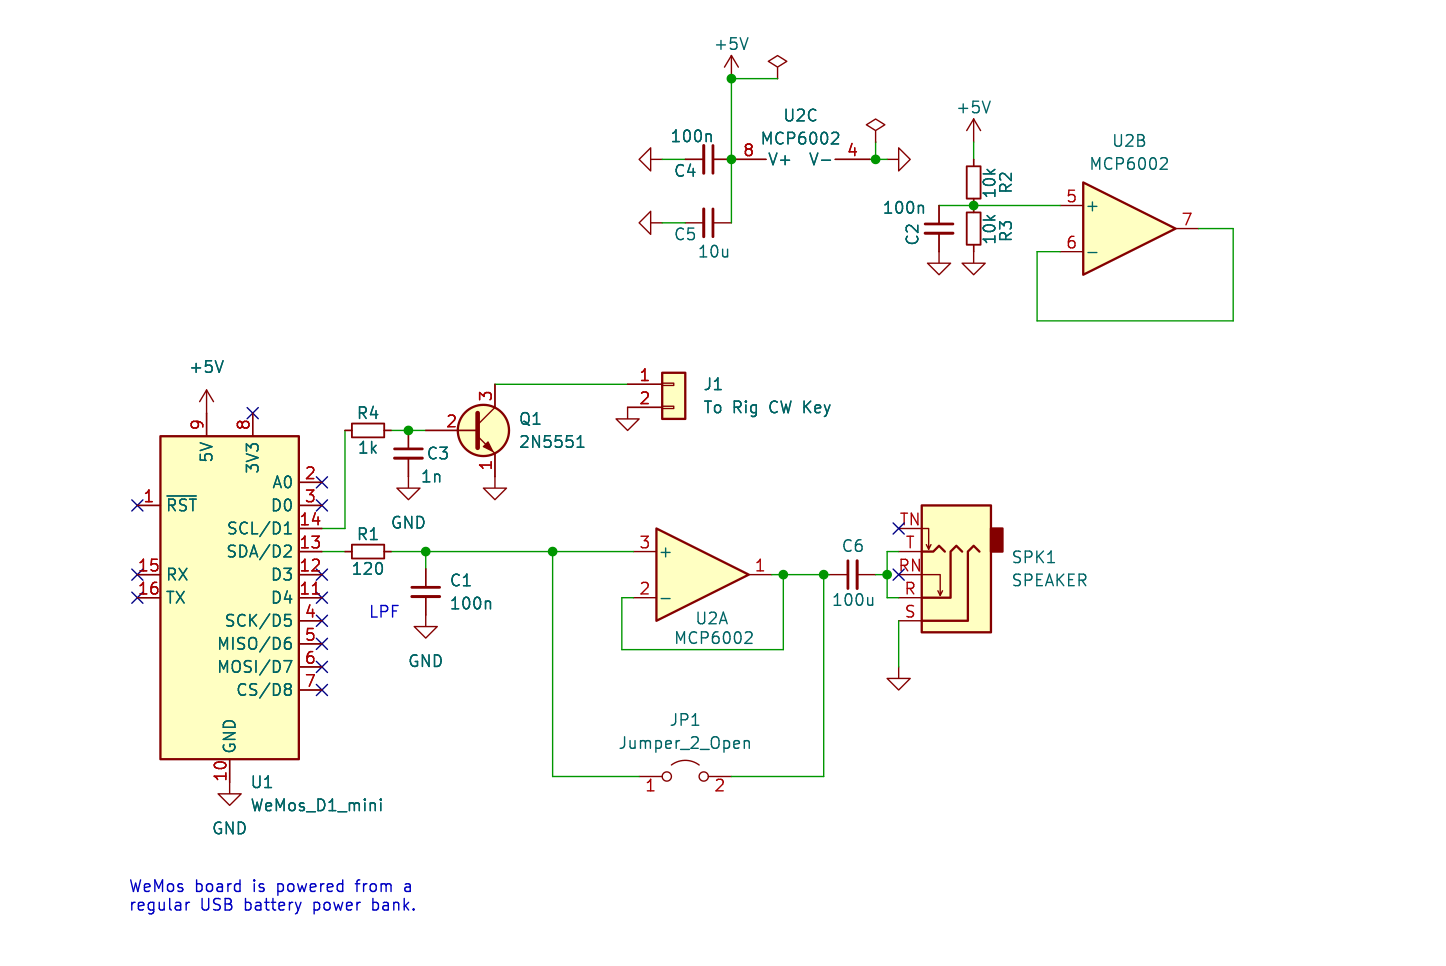 +5V
U2C
MCP6002
100n
8
V+
V-
4
C4
C5
10u
+5V
10k
R2
100n
C2
10k
R3
U2B
MCP6002
5
+
6
-
7
+5V
9
8
5V
3V3
1
RST
15
RX
16
TX
A0
2
D0
3
SCL/D1
14
SDA/D2
13
D3
12
D4
11
SCK/D5
4
MISO/D6
5
MOSI/D7
6
CS/D8
7
GND
10
U1
WeMos_D1_mini
GND
R4
1k
C3
1n
GND
2
3
1
Q1
2N5551
1
2
J1
To Rig CW Key
R1
120
LPF
C1
100n
GND
3
+
2
-
1
U2A
MCP6002
JP1
Jumper_2_Open
1
2
C6
100u
TN
T
RN
R
S
SPK1
SPEAKER
WeMos board is powered from a
regular USB battery power bank.